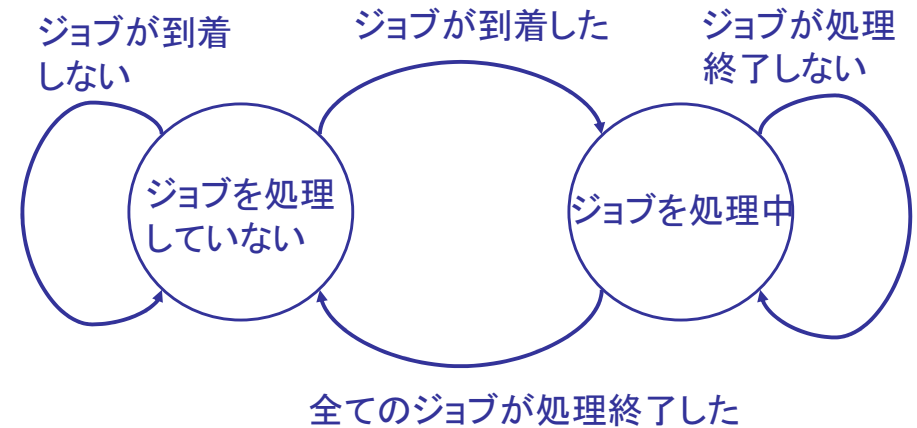 ジョブが到着
しない
ジョブが到着した
ジョブが処理
終了しない
ジョブを処理
していない
ジョブを処理中
全てのジョブが処理終了した